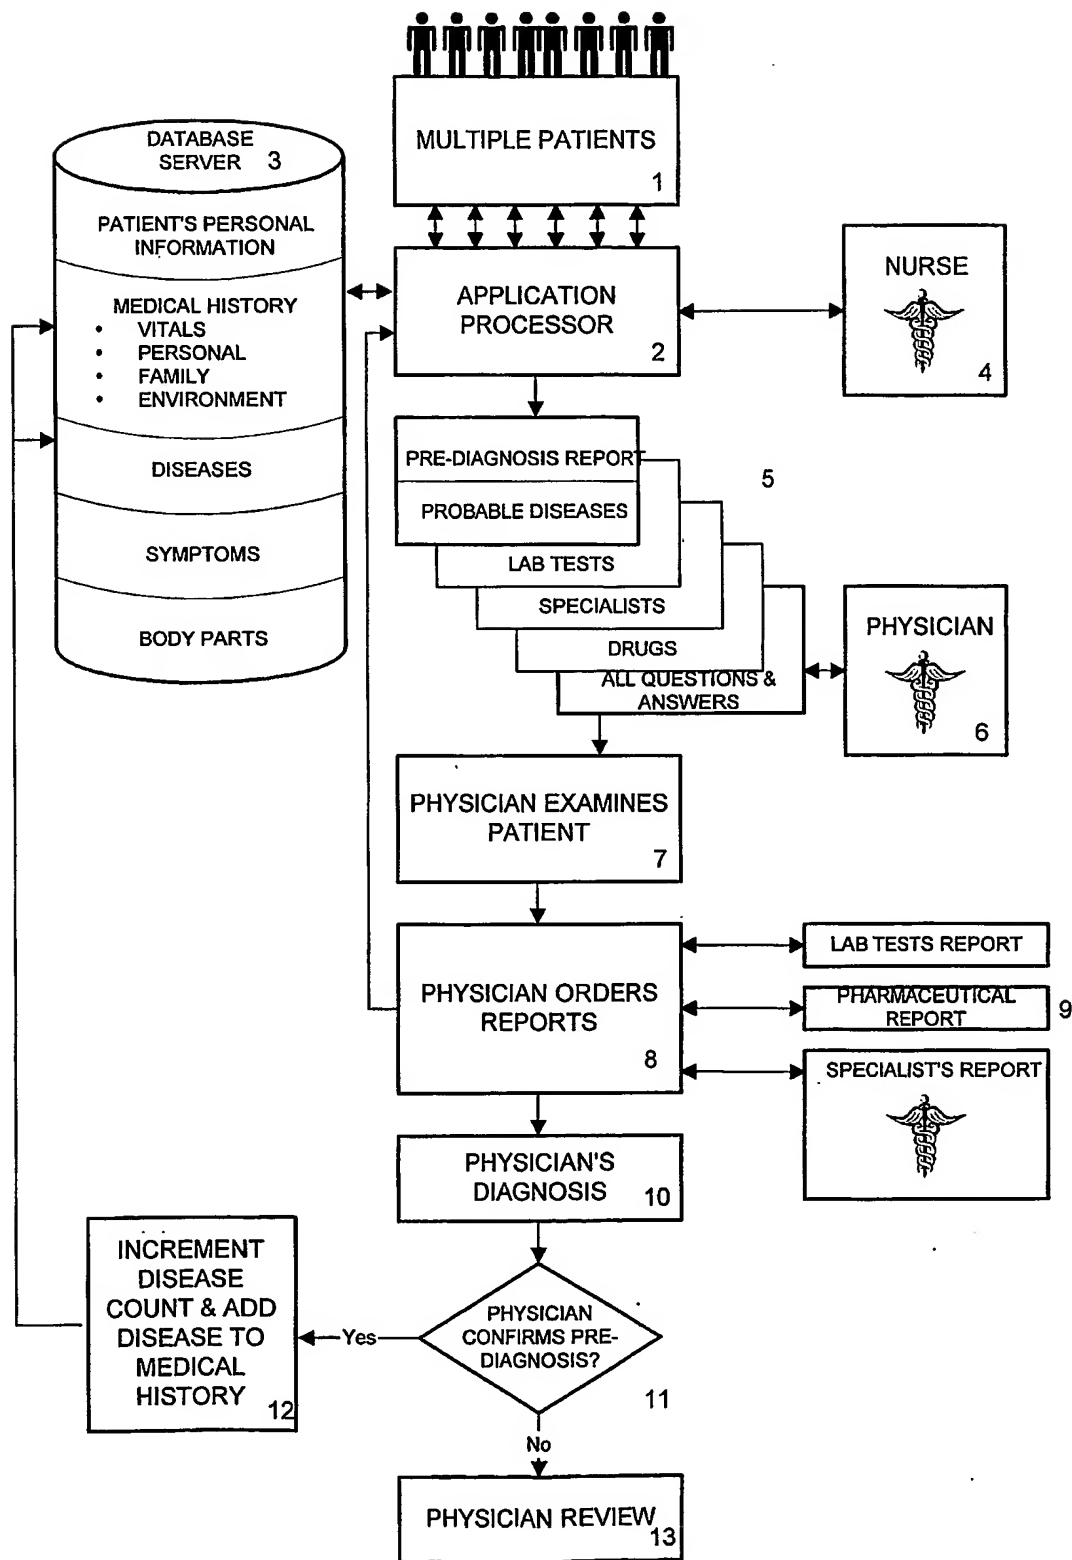 MULTIPLE PATIENTS
1
DATABASE
SERVER 3
PATIENT'S PERSONAL
INFORMATION
MEDICAL HISTORY
• VITALS
• PERSONAL
• FAMILY
• ENVIRONMENT
DISEASES
SYMPTOMS
BODY PARTS
APPLICATION
PROCESSOR
2
NURSE
4
PRE-DIAGNOSIS REPORT
PROBABLE DISEASES
LAB TESTS
SPECIALISTS
DRUGS
ALL QUESTIONS &
ANSWERS
5
PHYSICIAN
6
PHYSICIAN EXAMINES
PATIENT
7
PHYSICIAN ORDERS
REPORTS
8
LAB TESTS REPORT
PHARMACEUTICAL
REPORT
9
SPECIALIST'S REPORT
PHYSICIAN'S
DIAGNOSIS
10
PHYSICIAN
CONFIRMS PRE-
DIAGNOSIS?
11
Yes
INCREMENT
DISEASE
COUNT & ADD
DISEASE TO
MEDICAL
HISTORY
12
No
PHYSICIAN REVIEW
13